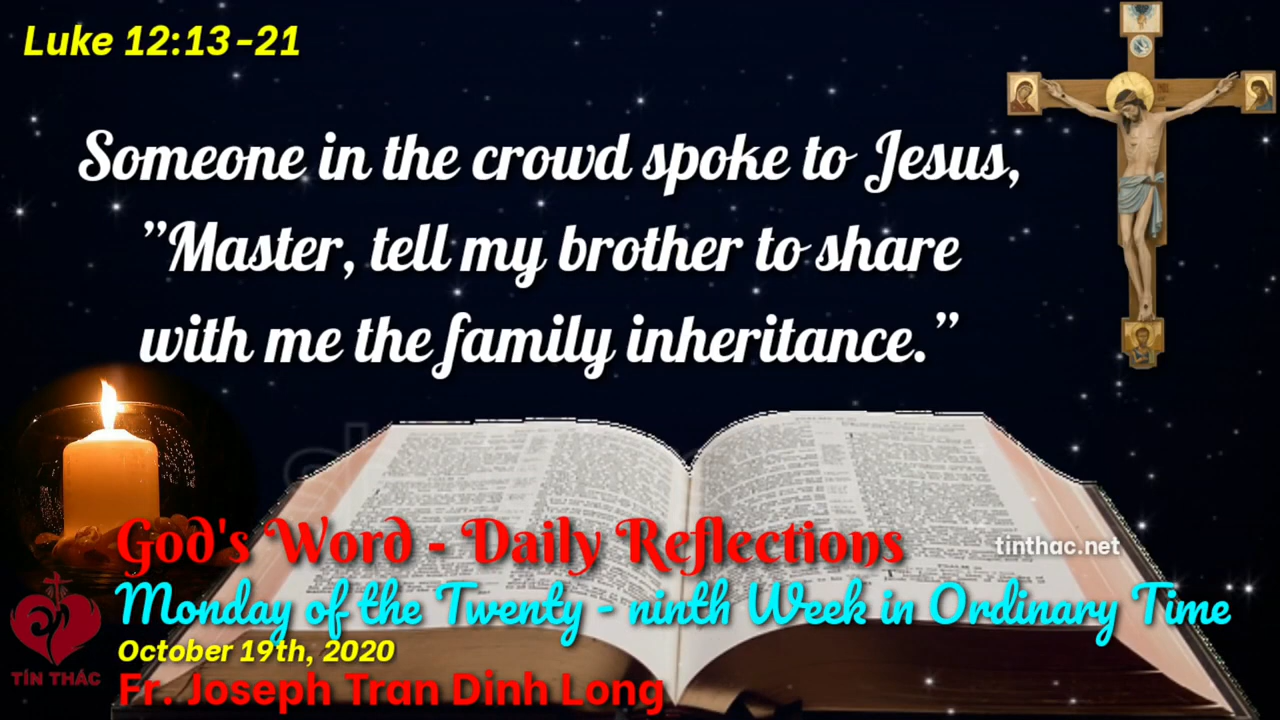 Luke 12:13-21
Someone in the crowd spoke to Jesus,
”Master, tell my brother to share
with me the family inheritance.”
God's Word - Daily Reflections
tinthac.net
Monday of the Twenty - ninth Week in Ordinary Time
October 19th, 2020
TÍN THÁC
Fr. Joseph Tran Dinh Long